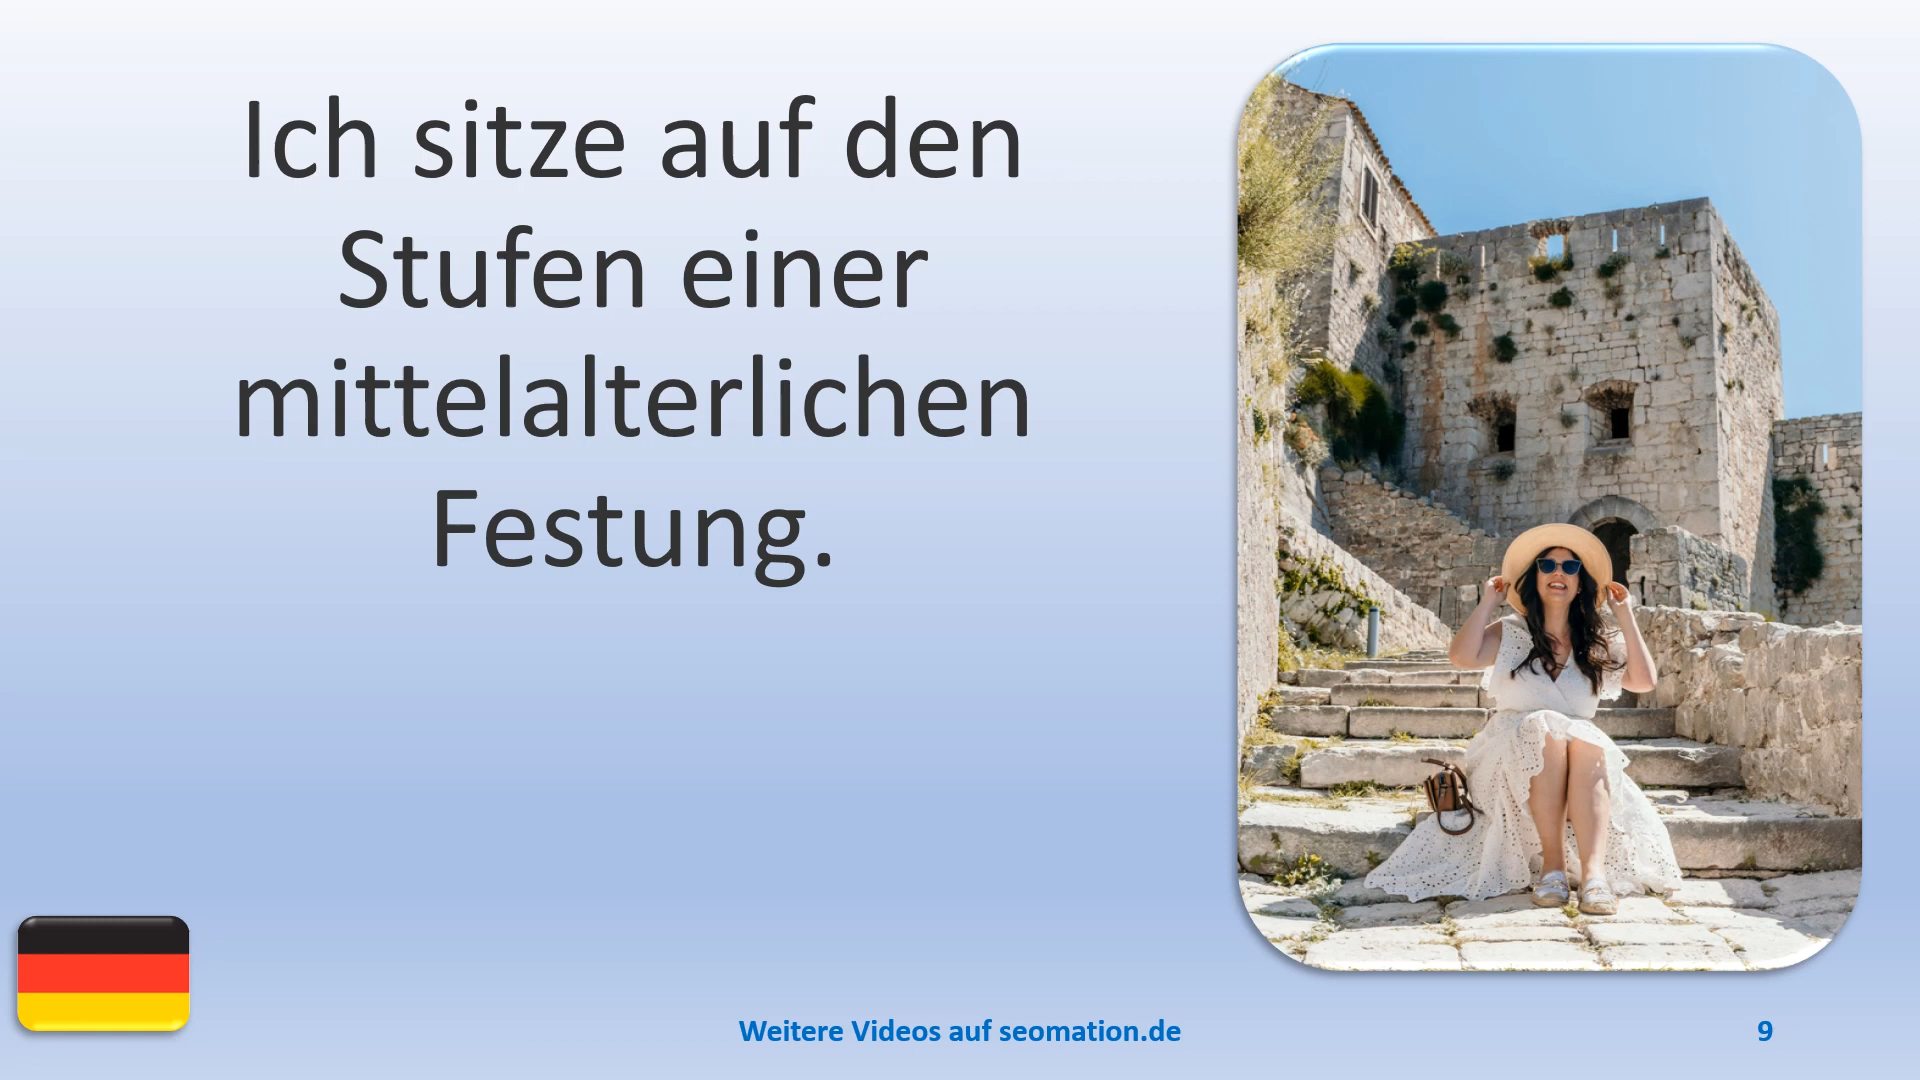 Ich sitze auf den
Stufen einer
mittelalterlichen
Festung.
Weitere Videos auf seomation.de
9